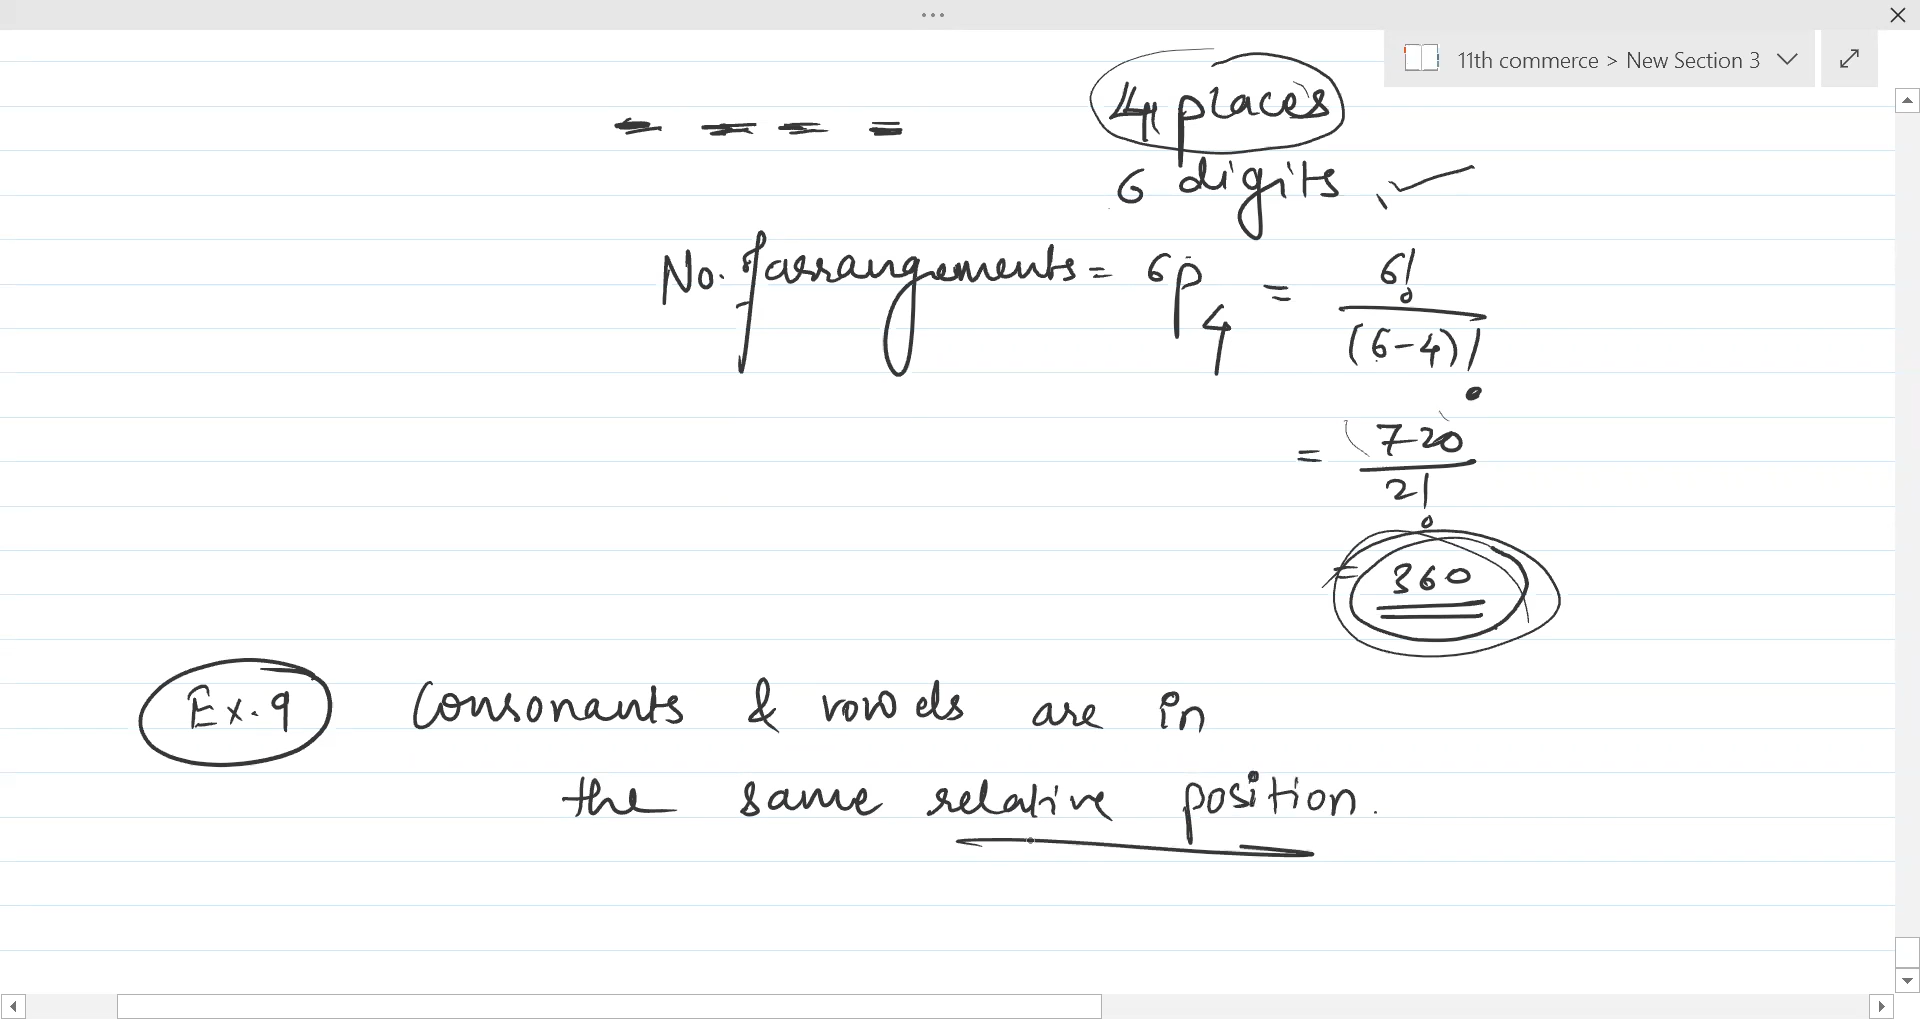 11th commerce > New Section 3
4 places
6 digits
No. of arrangements = ⁶P₄ = 6! / (6-4)!
= 720 / 2!
= 360
Ex. 9 Consonants & vowels are in
the same relative position.